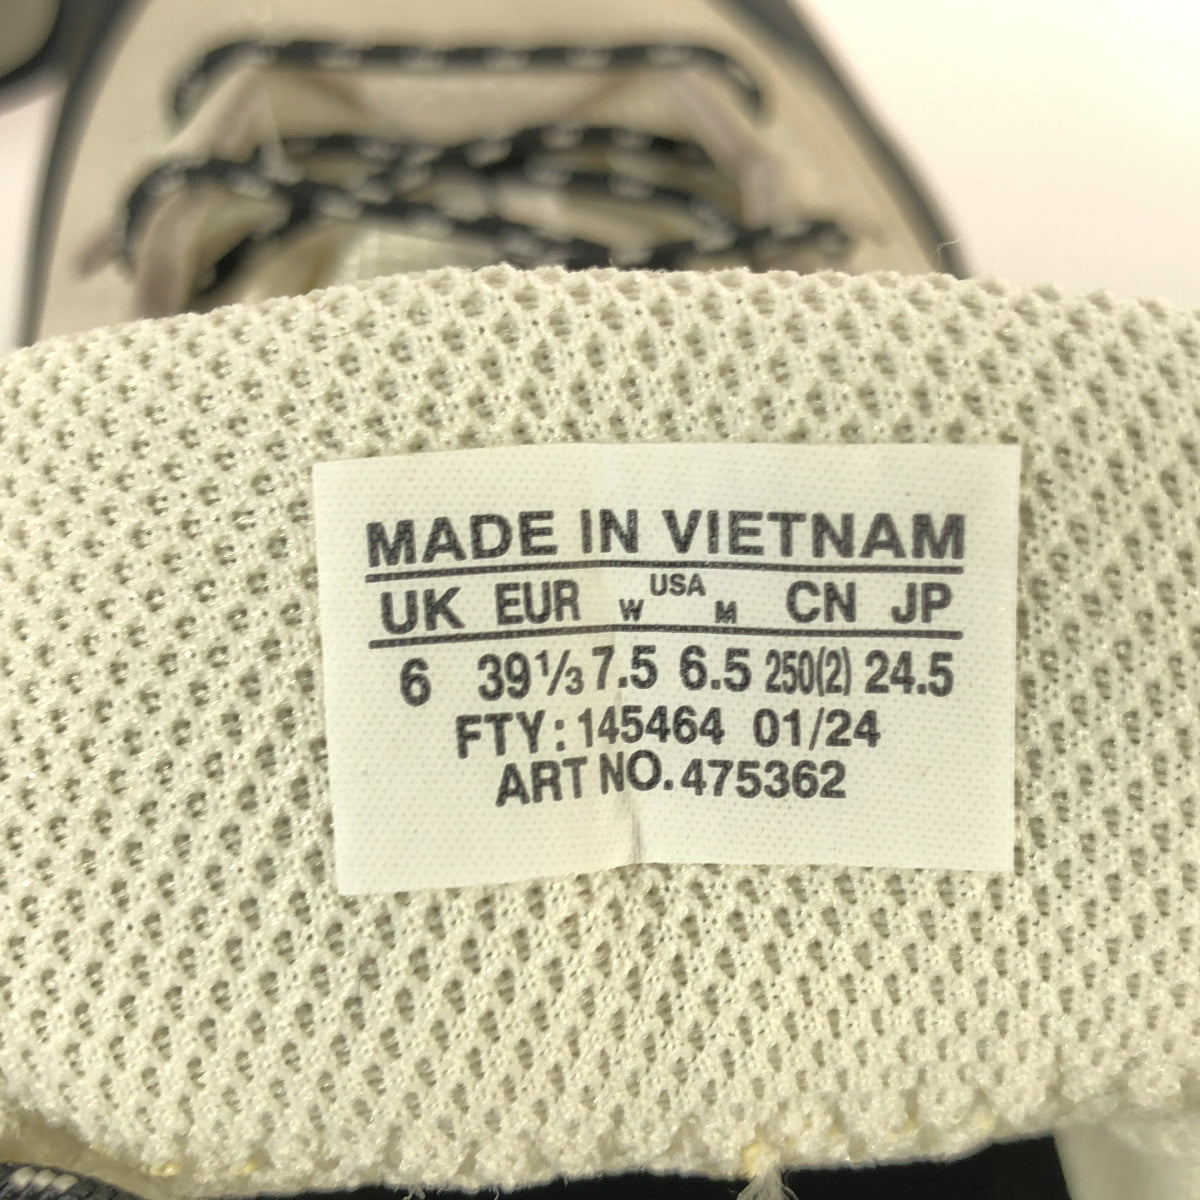 MADE IN VIETNAM
UK EUR W USA M CN JP
6 39⅓ 7.5 6.5 250(2) 24.5
FTY: 145464 01/24
ART NO. 475362